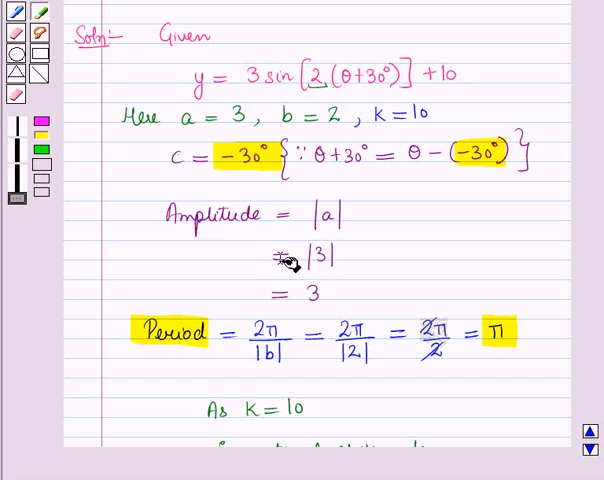 Soln:- Given
y = 3 sin [2 (θ+30°)] + 10
Here a = 3, b = 2, k = 10
c = -30° {∵ θ+30° = θ - (-30°)}
Amplitude = |a|
= |3|
= 3
Period = 2π/|b| = 2π/|2| = 2π/2 = π
As K = 10